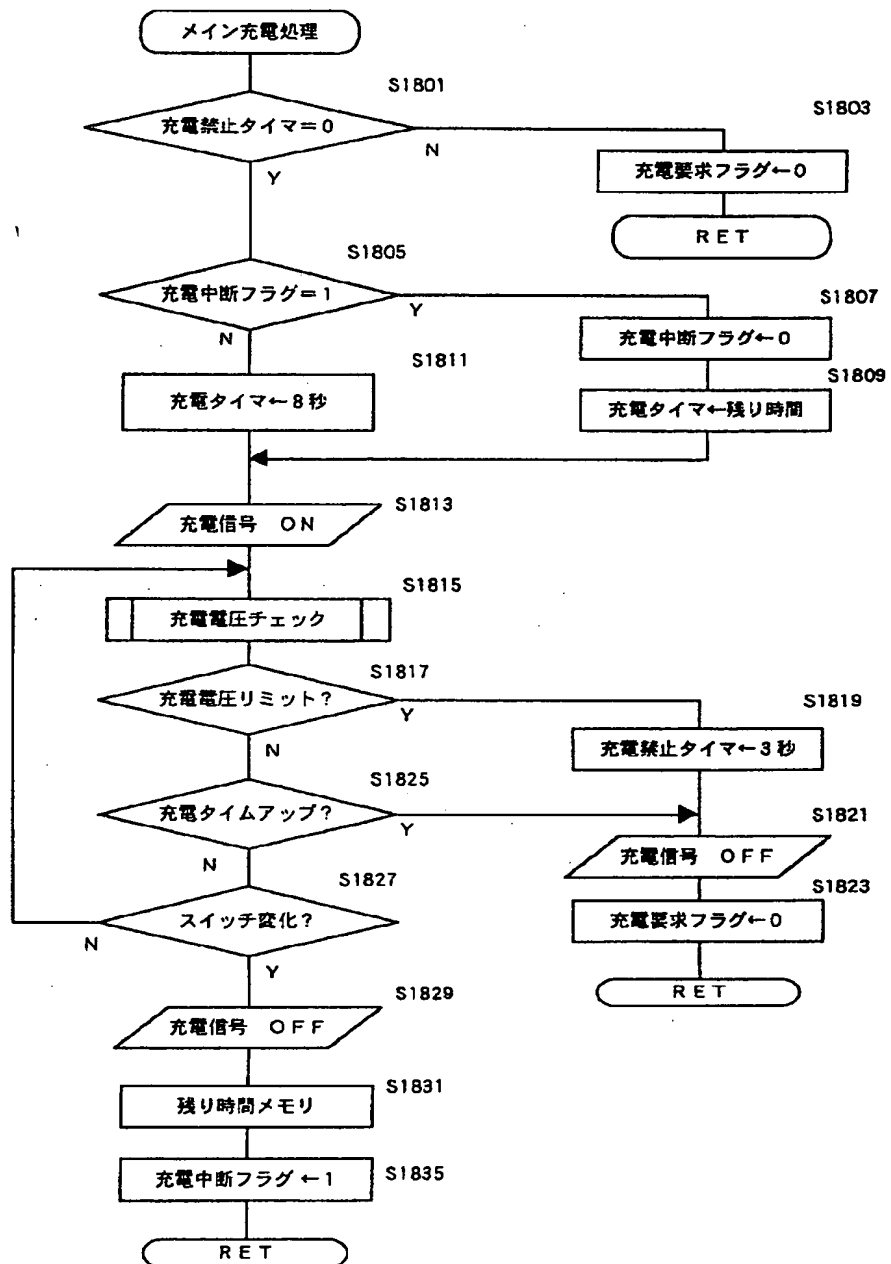 メイン充電処理
S1801
充電禁止タイマ＝0
N
Y
S1803
充電要求フラグ←0
RET
S1805
充電中断フラグ＝1
Y
N
S1807
充電中断フラグ←0
S1809
充電タイマ←残り時間
S1811
充電タイマ←8秒
S1813
充電信号 ON
S1815
充電電圧チェック
S1817
充電電圧リミット？
Y
N
S1819
充電禁止タイマ←3秒
S1825
充電タイムアップ？
Y
N
S1821
充電信号 OFF
S1823
充電要求フラグ←0
RET
S1827
スイッチ変化？
N
Y
S1829
充電信号 OFF
S1831
残り時間メモリ
S1835
充電中断フラグ←1
RET